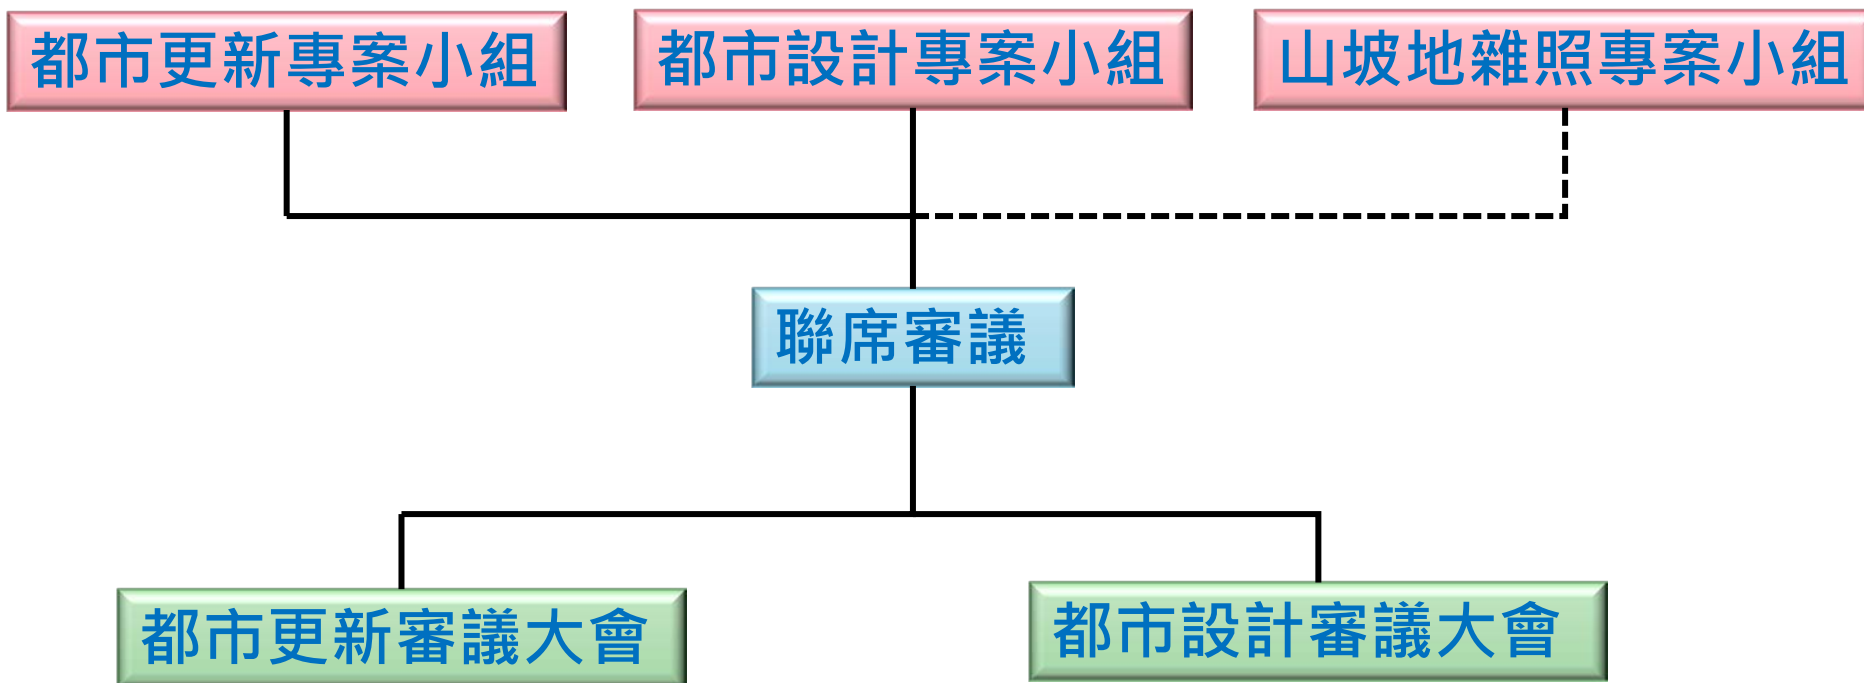 都市更新專案小組
都市設計專案小組
山坡地雜照專案小組
聯席審議
都市更新審議大會
都市設計審議大會